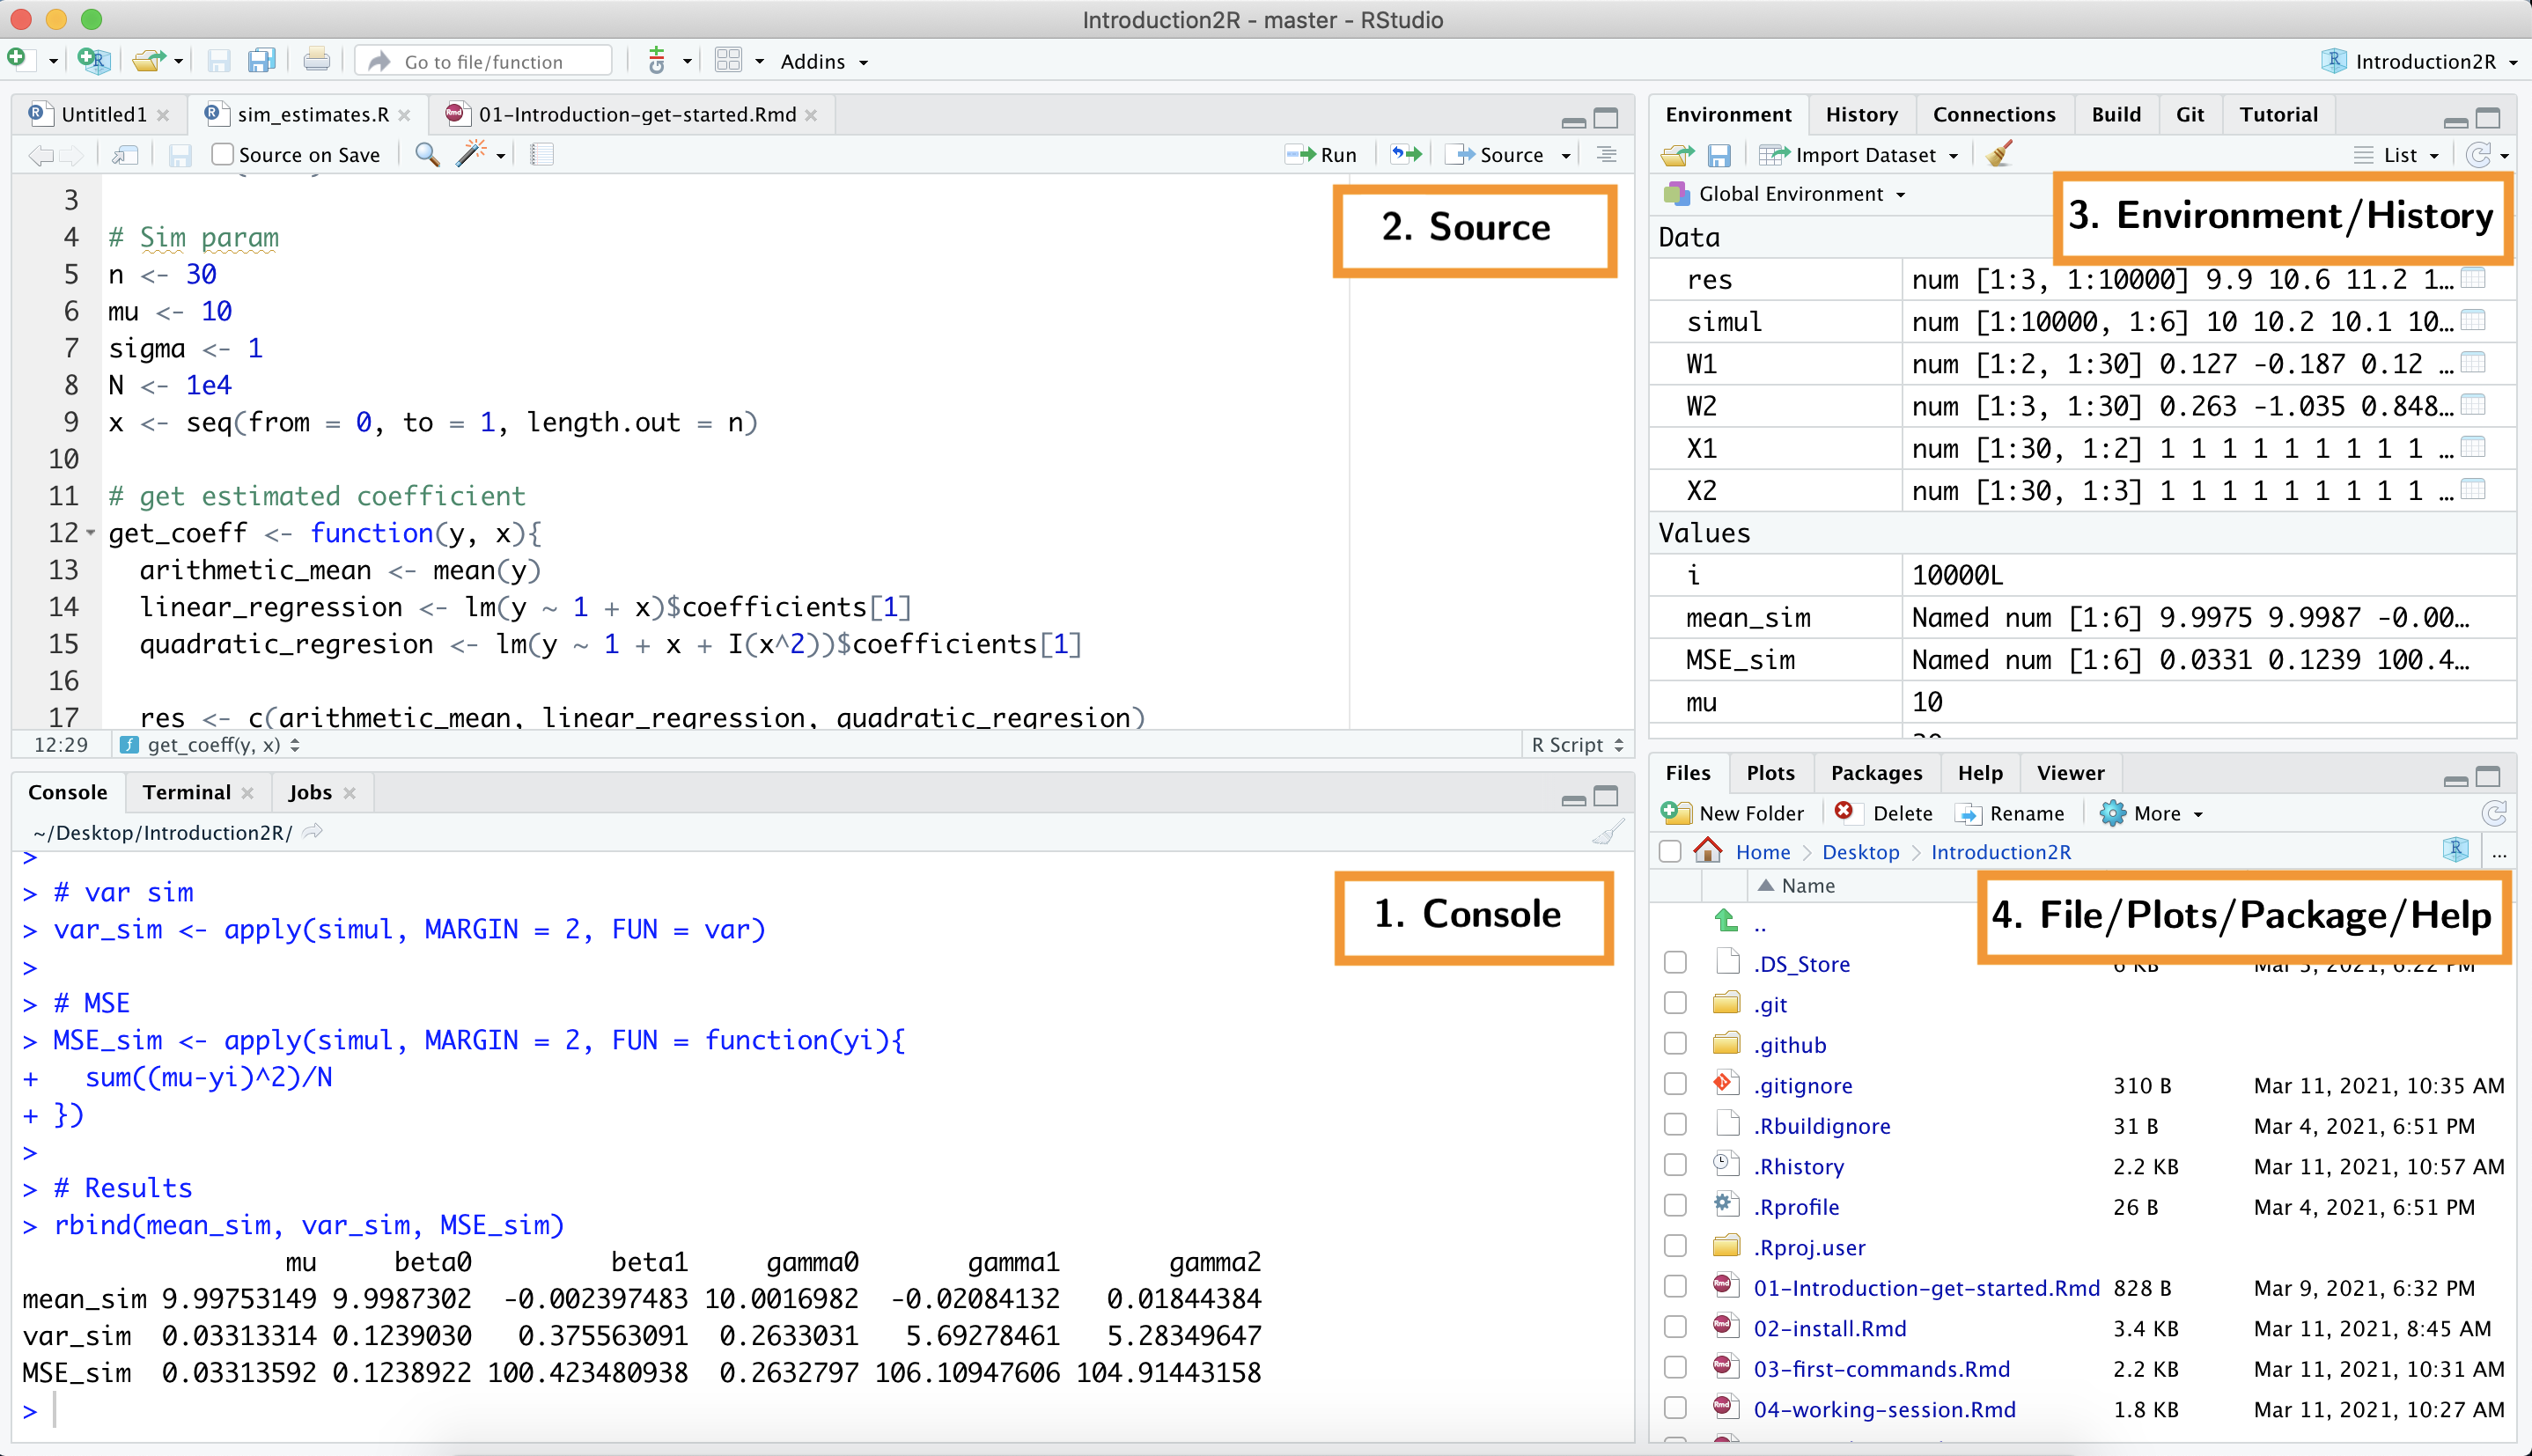 Introduction2R - master - RStudio
Go to file/function
Addins
Introduction2R
Untitled1
sim_estimates.R
01-Introduction-get-started.Rmd
Source on Save
Run
Source
2. Source
3
4 # Sim param
5 n <- 30
6 mu <- 10
7 sigma <- 1
8 N <- 1e4
9 x <- seq(from = 0, to = 1, length.out = n)
10
11 # get estimated coefficient
12 get_coeff <- function(y, x){
13 arithmetic_mean <- mean(y)
14 linear_regression <- lm(y ~ 1 + x)$coefficients[1]
15 quadratic_regresion <- lm(y ~ 1 + x + I(x^2))$coefficients[1]
16
17 res <- c(arithmetic_mean, linear_regression, quadratic_regresion)
12:29 get_coeff(y, x) R Script
Console Terminal Jobs
~/Desktop/Introduction2R/
1. Console
>
> # var sim
> var_sim <- apply(simul, MARGIN = 2, FUN = var)
>
> # MSE
> MSE_sim <- apply(simul, MARGIN = 2, FUN = function(yi){
+ sum((mu-yi)^2)/N
+ })
>
> # Results
> rbind(mean_sim, var_sim, MSE_sim)
mu beta0 beta1 gamma0 gamma1 gamma2
mean_sim 9.99753149 9.9987302 -0.002397483 10.0016982 -0.02084132 0.01844384
var_sim 0.03313314 0.1239030 0.375563091 0.2633031 5.69278461 5.28349647
MSE_sim 0.03313592 0.1238922 100.423480938 0.2632797 106.10947606 104.91443158
>
Environment History Connections Build Git Tutorial
Import Dataset List
Global Environment
3. Environment/History
Data
res num [1:3, 1:10000] 9.9 10.6 11.2 1…
simul num [1:10000, 1:6] 10 10.2 10.1 10…
W1 num [1:2, 1:30] 0.127 -0.187 0.12 …
W2 num [1:3, 1:30] 0.263 -1.035 0.848…
X1 num [1:30, 1:2] 1 1 1 1 1 1 1 1 1 …
X2 num [1:30, 1:3] 1 1 1 1 1 1 1 1 1 …
Values
i 10000L
mean_sim Named num [1:6] 9.9975 9.9987 -0.00…
MSE_sim Named num [1:6] 0.0331 0.1239 100.4…
mu 10
Files Plots Packages Help Viewer
New Folder Delete Rename More
Home Desktop Introduction2R ...
Name
4. File/Plots/Package/Help
..
.DS_Store 6 KB Mar 5, 2021, 6:22 PM
.git
.github
.gitignore 310 B Mar 11, 2021, 10:35 AM
.Rbuildignore 31 B Mar 4, 2021, 6:51 PM
.Rhistory 2.2 KB Mar 11, 2021, 10:57 AM
.Rprofile 26 B Mar 4, 2021, 6:51 PM
.Rproj.user
01-Introduction-get-started.Rmd 828 B Mar 9, 2021, 6:32 PM
02-install.Rmd 3.4 KB Mar 11, 2021, 8:45 AM
03-first-commands.Rmd 2.2 KB Mar 11, 2021, 10:31 AM
04-working-session.Rmd 1.8 KB Mar 11, 2021, 10:27 AM